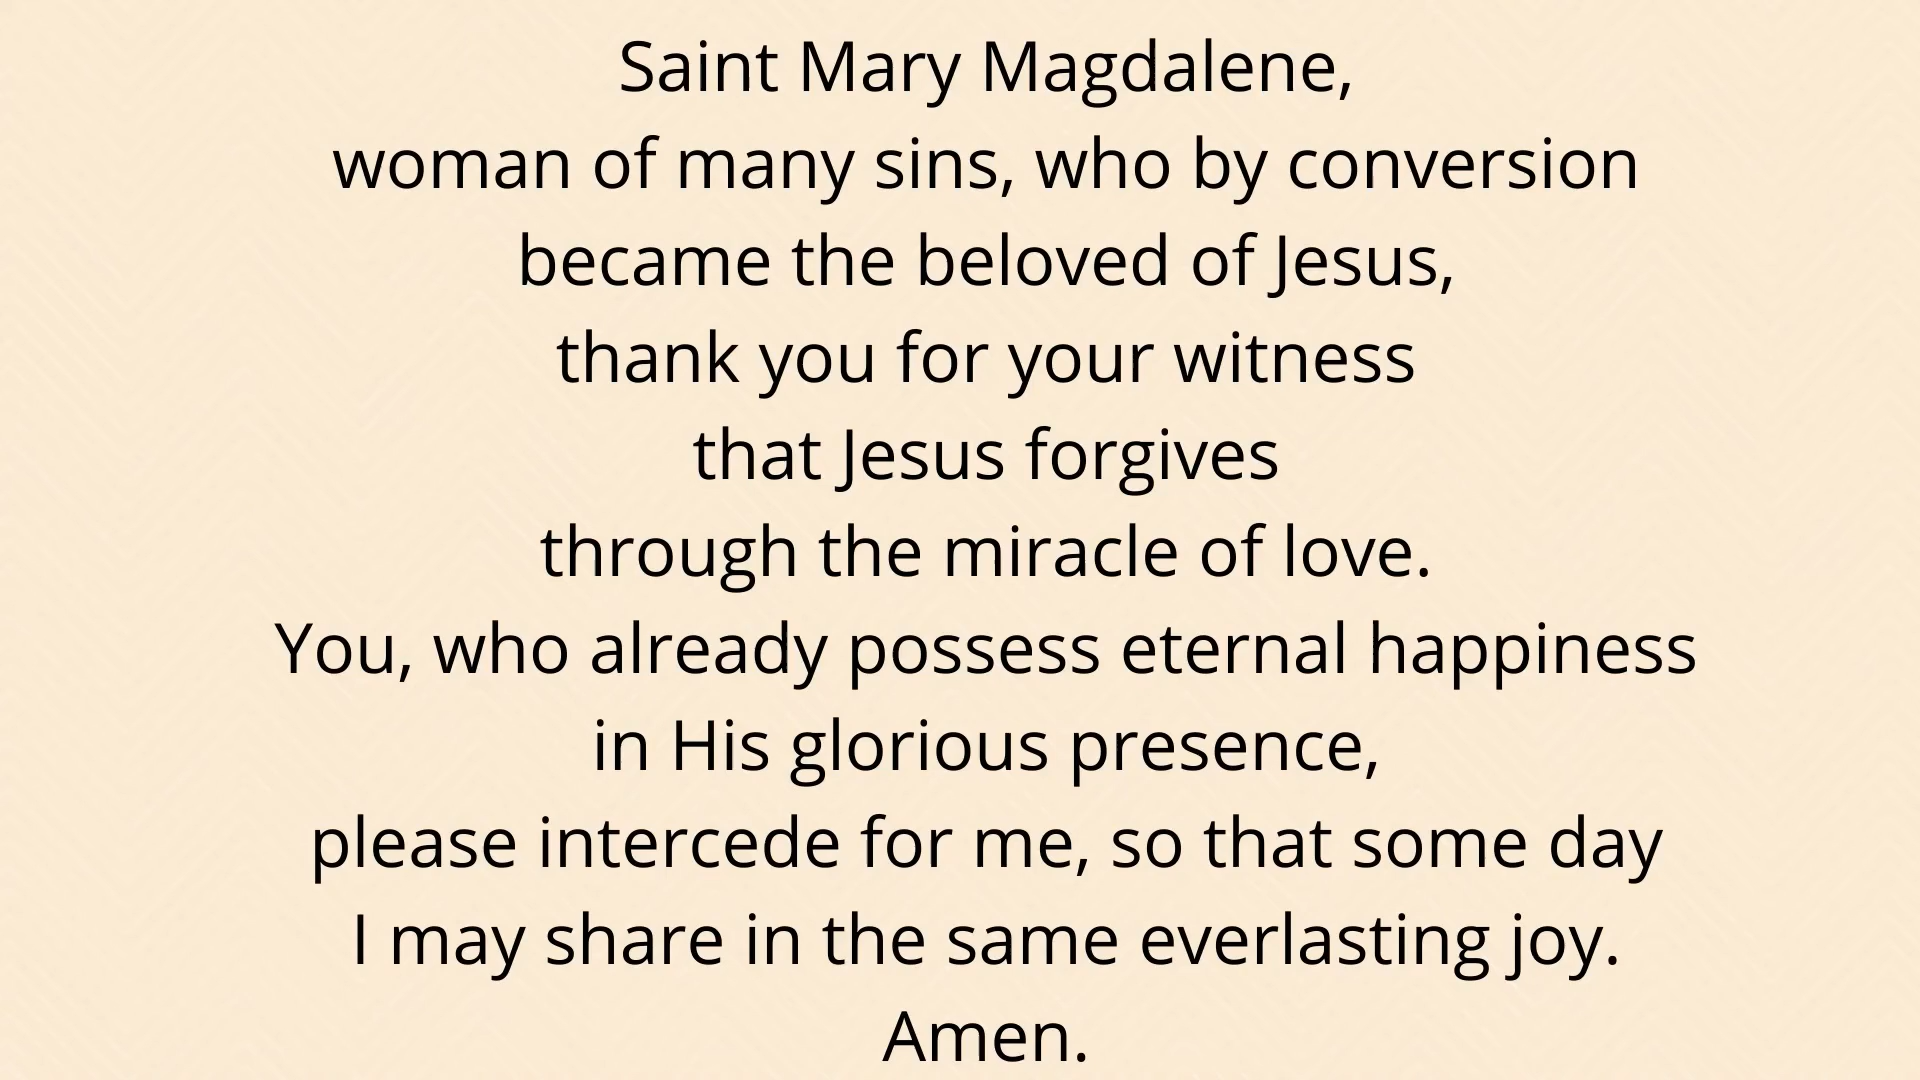 Saint Mary Magdalene,
woman of many sins, who by conversion
became the beloved of Jesus,
thank you for your witness
that Jesus forgives
through the miracle of love.
You, who already possess eternal happiness
in His glorious presence,
please intercede for me, so that some day
I may share in the same everlasting joy.
Amen.